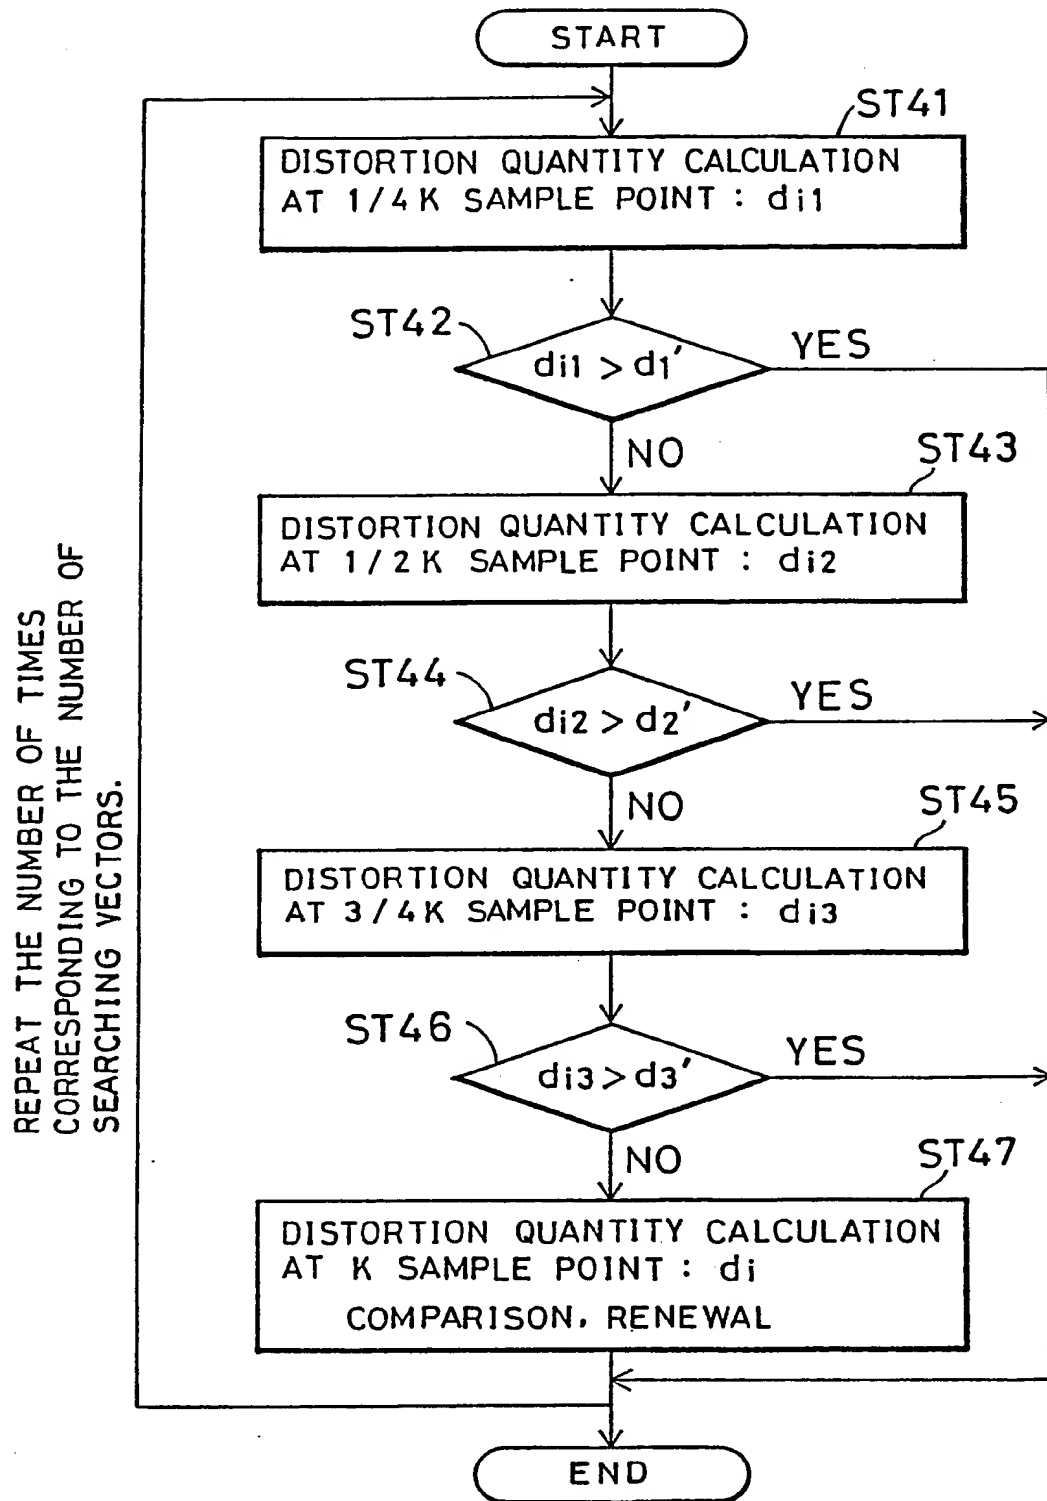 START
ST41
DISTORTION QUANTITY CALCULATION
AT 1/4K SAMPLE POINT : di1
ST42
di1 > d1′
YES
NO
ST43
DISTORTION QUANTITY CALCULATION
AT 1/2K SAMPLE POINT : di2
ST44
di2 > d2′
YES
NO
ST45
DISTORTION QUANTITY CALCULATION
AT 3/4K SAMPLE POINT : di3
ST46
di3 > d3′
YES
NO
ST47
DISTORTION QUANTITY CALCULATION
AT K SAMPLE POINT : di
COMPARISON, RENEWAL
END
REPEAT THE NUMBER OF TIMES
CORRESPONDING TO THE NUMBER OF
SEARCHING VECTORS.